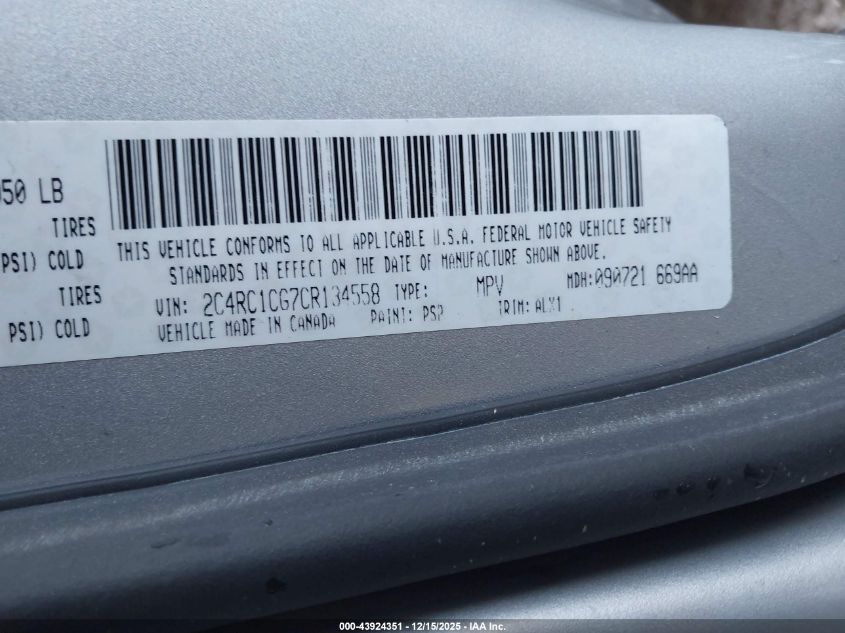 050 LB
TIRES
PSI) COLD
TIRES
PSI) COLD
THIS VEHICLE CONFORMS TO ALL APPLICABLE U.S.A. FEDERAL MOTOR VEHICLE SAFETY
STANDARDS IN EFFECT ON THE DATE OF MANUFACTURE SHOWN ABOVE.
VIN: 2C4RC1CG7CR134558 TYPE: MPV MDH:090721 669AA
VEHICLE MADE IN CANADA PAINT: PSP TRIM: ALX1
000-43924351 - 12/15/2025 - IAA Inc.